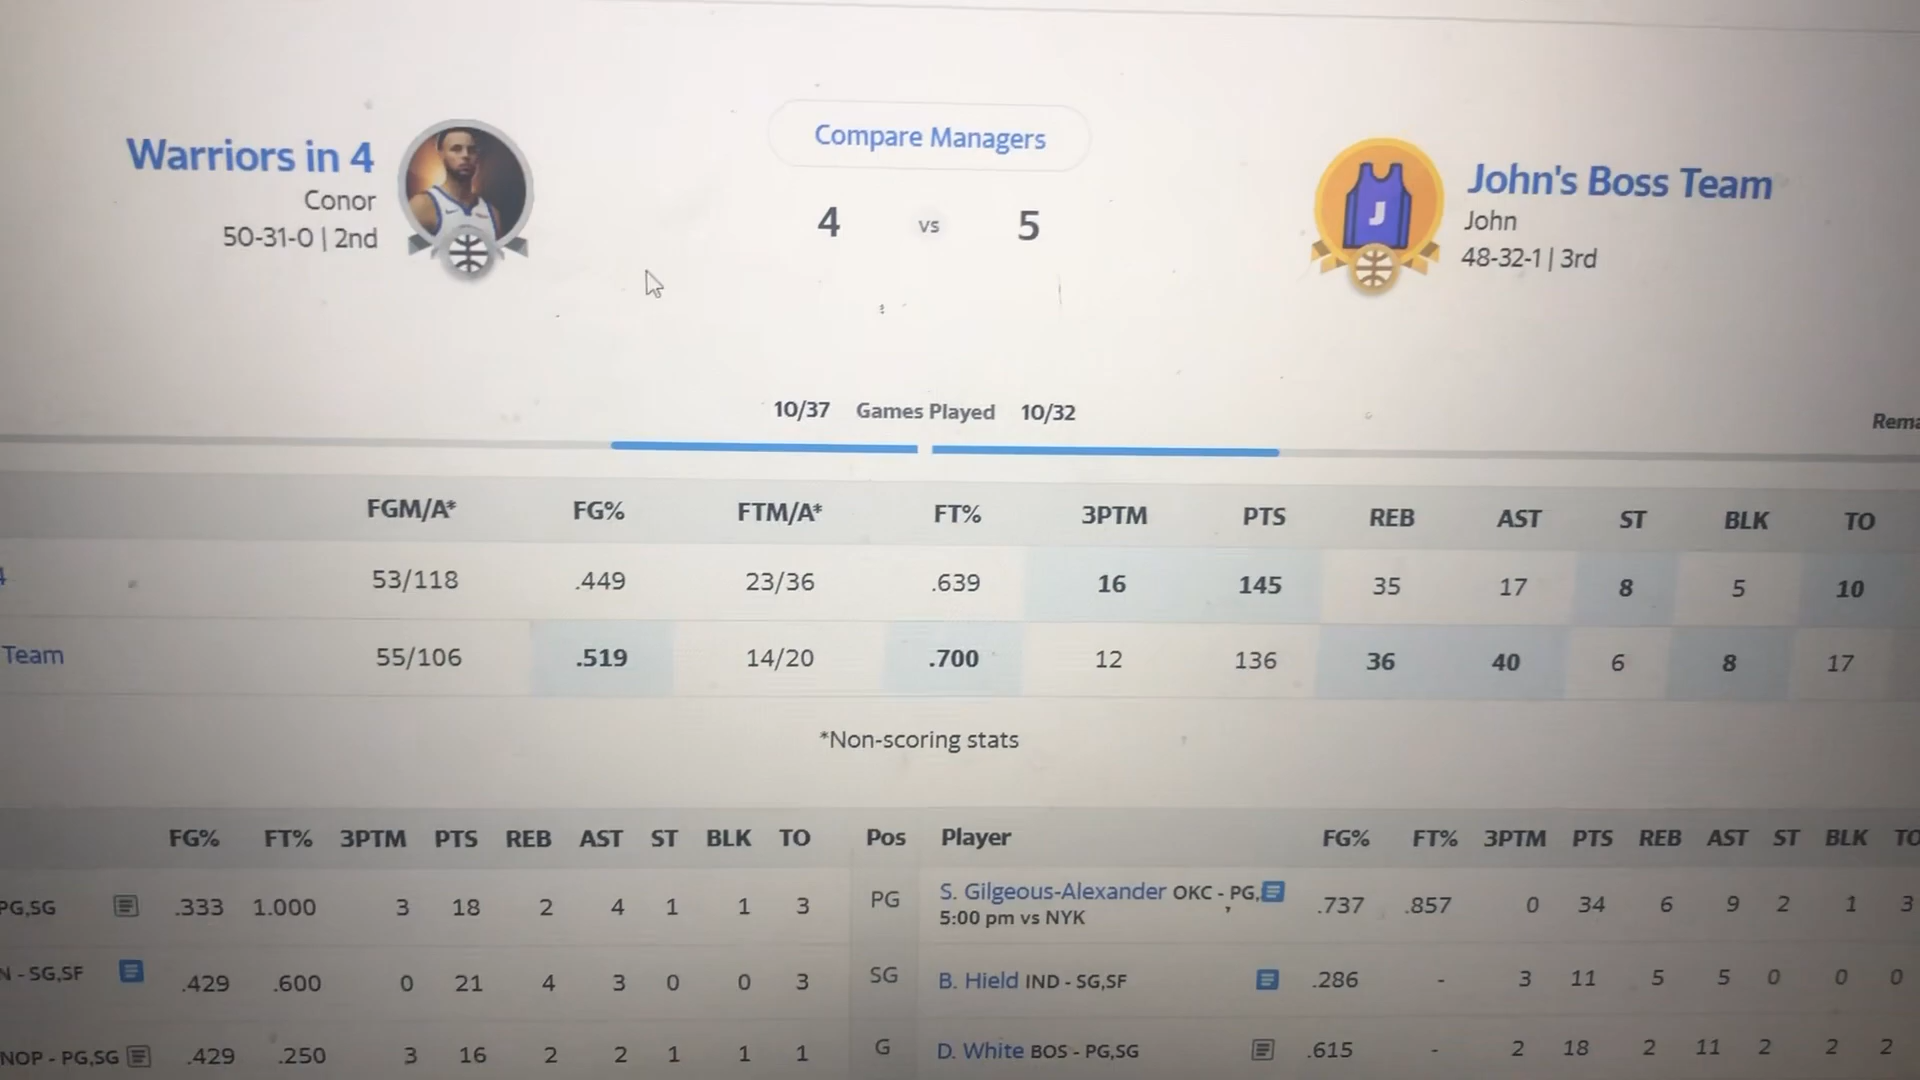 Compare Managers
Warriors in 4
Conor
50-31-0 | 2nd
4 vs 5
John's Boss Team
J
John
48-32-1 | 3rd
10/37 Games Played 10/32
FGM/A* FG% FTM/A* FT% 3PTM PTS REB AST ST BLK TO
53/118 .449 23/36 .639 16 145 35 17 8 5 10
Team 55/106 .519 14/20 .700 12 136 36 40 6 8 17
*Non-scoring stats
FG% FT% 3PTM PTS REB AST ST BLK TO Pos Player FG% FT% 3PTM PTS REB AST ST BLK TO
PG,SG .333 1.000 3 18 2 4 1 1 3 PG S. Gilgeous-Alexander OKC - PG, .737 .857 0 34 6 9 2 1 3
5:00 pm vs NYK
N - SG,SF .429 .600 0 21 4 3 0 0 3 SG B. Hield IND - SG,SF .286 - 3 11 5 5 0 0 0
NOP - PG,SG .429 .250 3 16 2 2 1 1 1 G D. White BOS - PG,SG .615 - 2 18 2 11 2 2 2